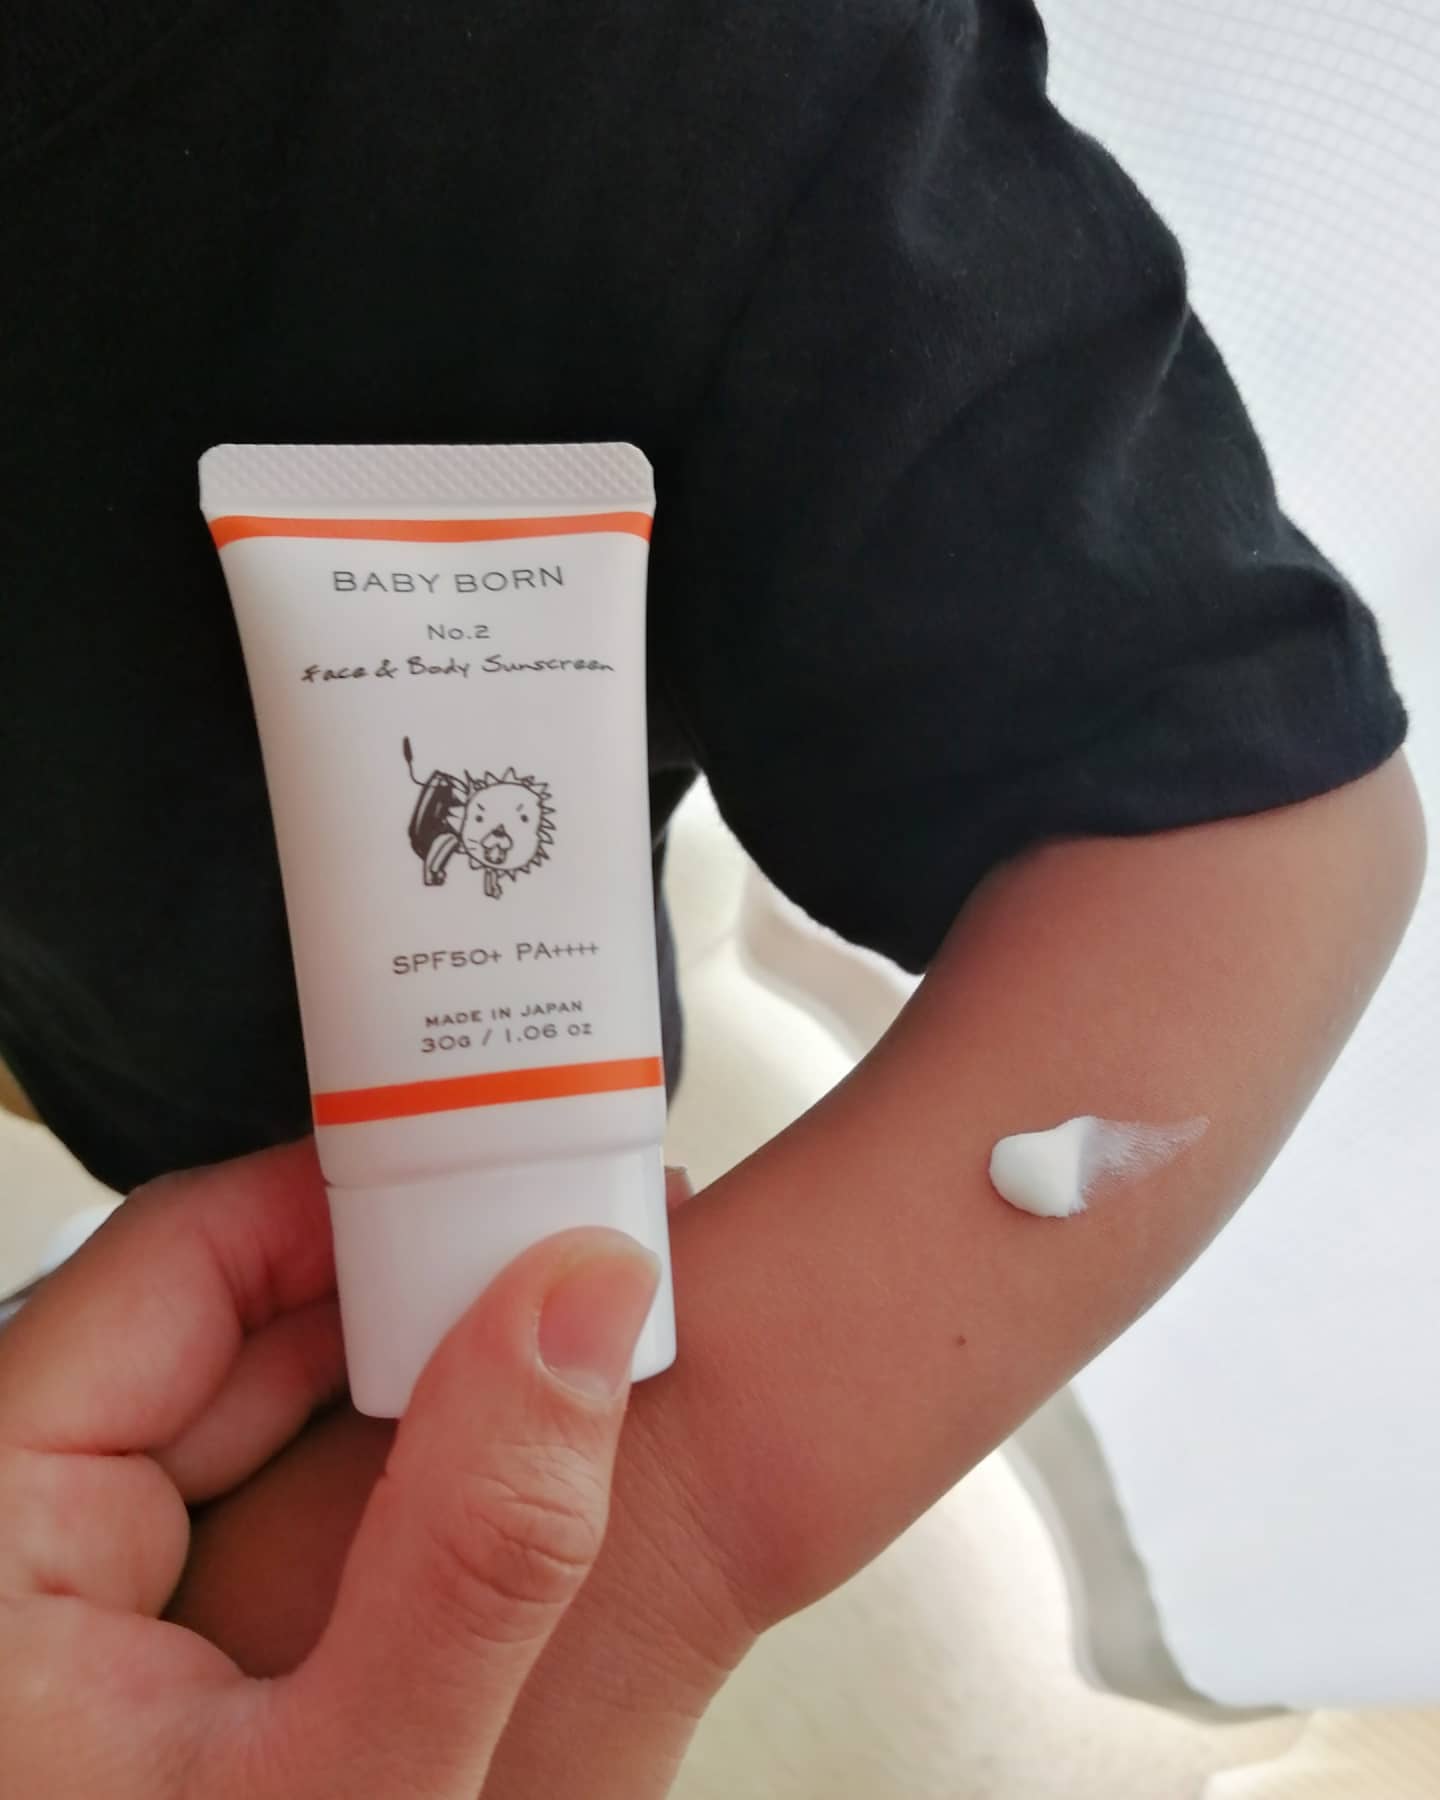 BABY BORN
No.2
Face & Body Sunscreen
SPF50+ PA++++
MADE IN JAPAN
30G / 1.06 oz